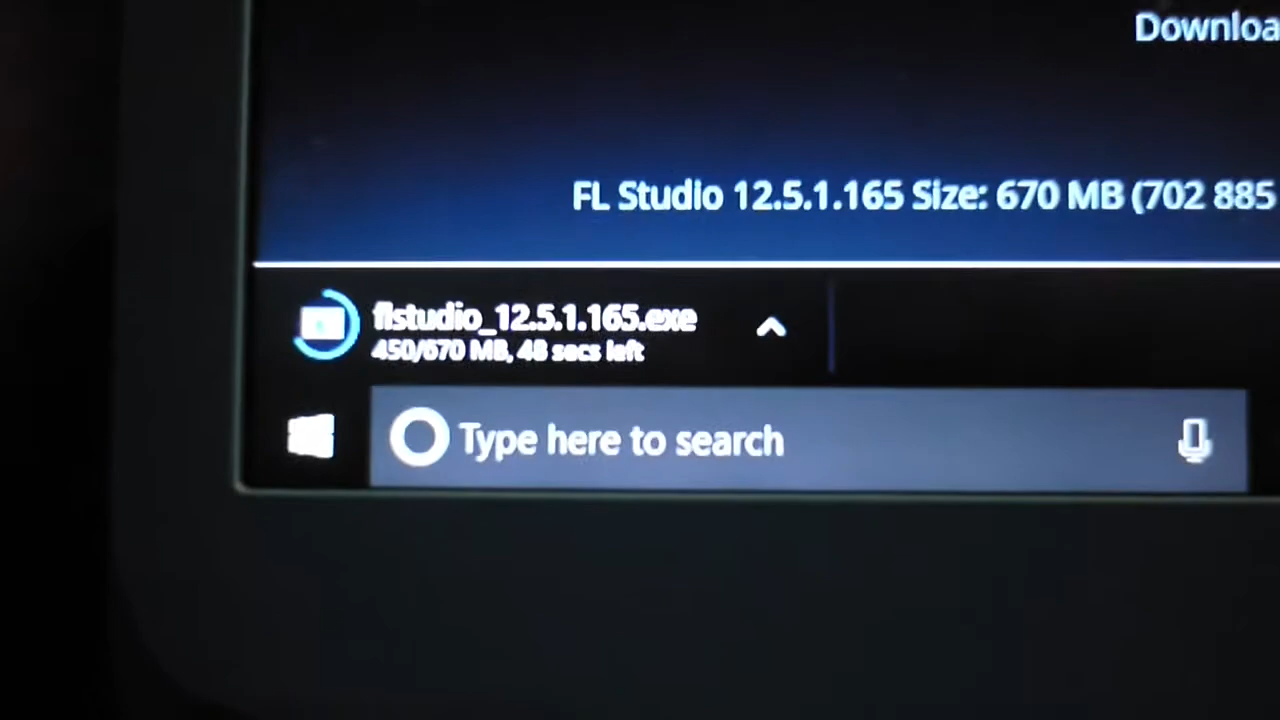 Downloa
FL Studio 12.5.1.165 Size: 670 MB (702 885
flstudio_12.5.1.165.exe
450/670 MB, 48 secs left
Type here to search